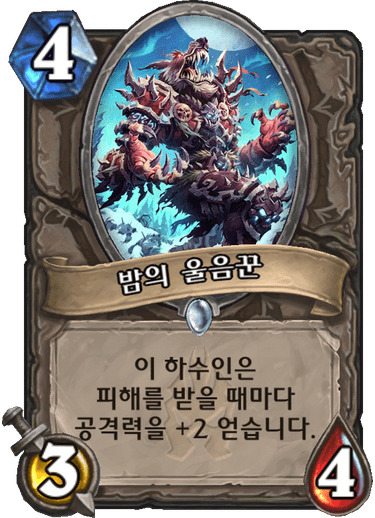 4
밤의 울음꾼
이 하수인은
피해를 받을 때마다
공격력을 +2 얻습니다.
3
4